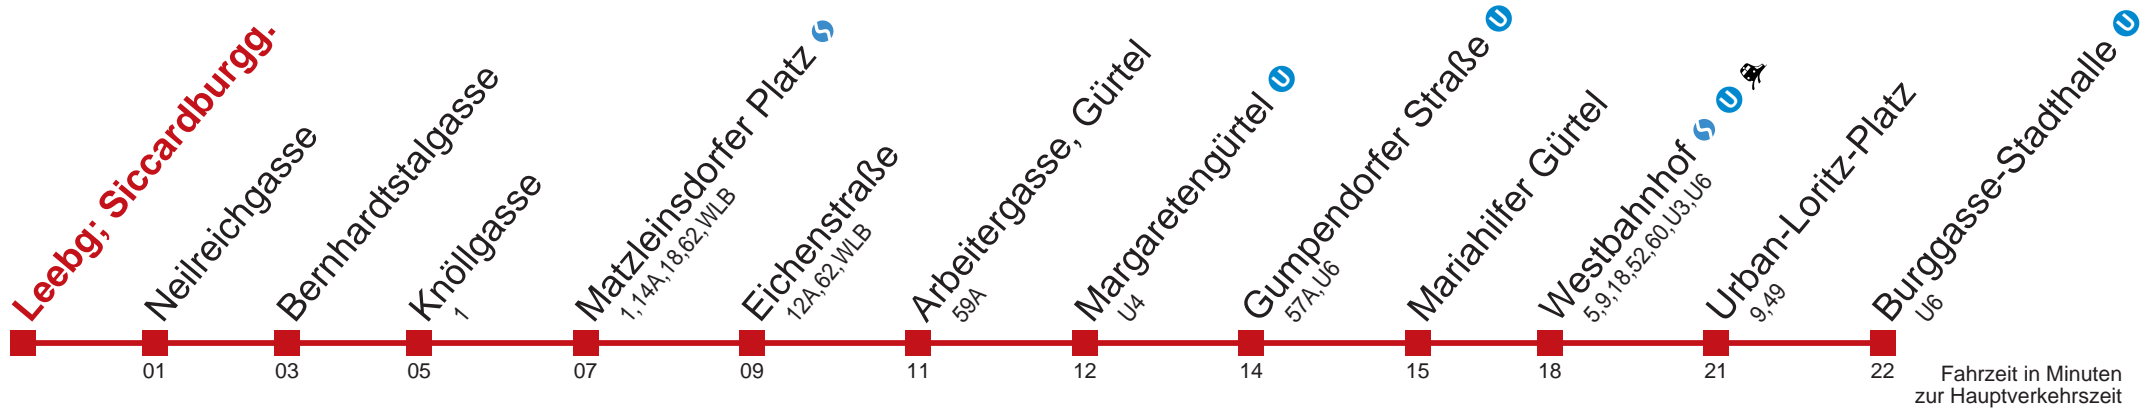 Leebg; Siccardburgg.
Neilreichgasse
Bernhardtstalgasse
Knöllgasse
1
Matzleinsdorfer Platz
1,14A,18,62,WLB
Eichenstraße
12A,62,WLB
Arbeitergasse, Gürtel
59A
Margaretengürtel U
U4
Gumpendorfer Straße U
57A,U6
Mariahilfer Gürtel
Westbahnhof U
5,9,18,52,60,U3,U6
Urban-Loritz-Platz
9,49
Burggasse-Stadthalle U
U6
01 03 05 07 09 11 12 14 15 18 21 22
Fahrzeit in Minuten
zur Hauptverkehrszeit